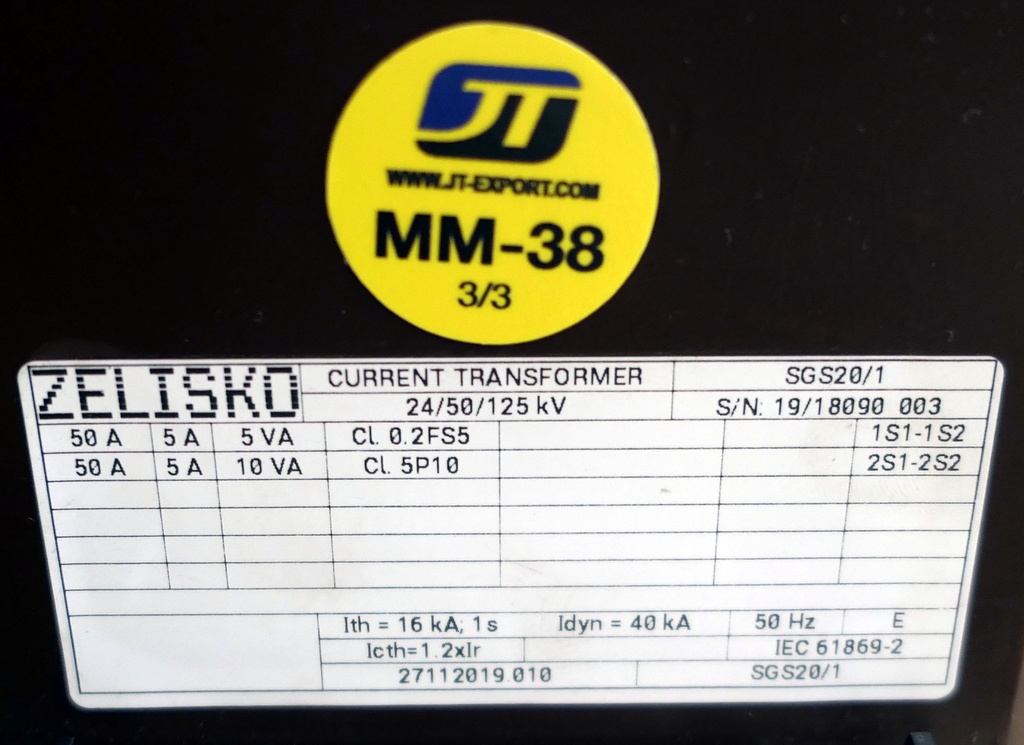 JT
WWW.JT-EXPORT.COM
MM-38
3/3
ZELISKO CURRENT TRANSFORMER SGS20/1
24/50/125 kV S/N: 19/18090 003
50 A 5 A 5 VA Cl. 0.2FS5 1S1-1S2
50 A 5 A 10 VA Cl. 5P10 2S1-2S2
Ith = 16 kA; 1s Idyn = 40 kA 50 Hz E
Icth=1.2xIr IEC 61869-2
27112019.010 SGS20/1